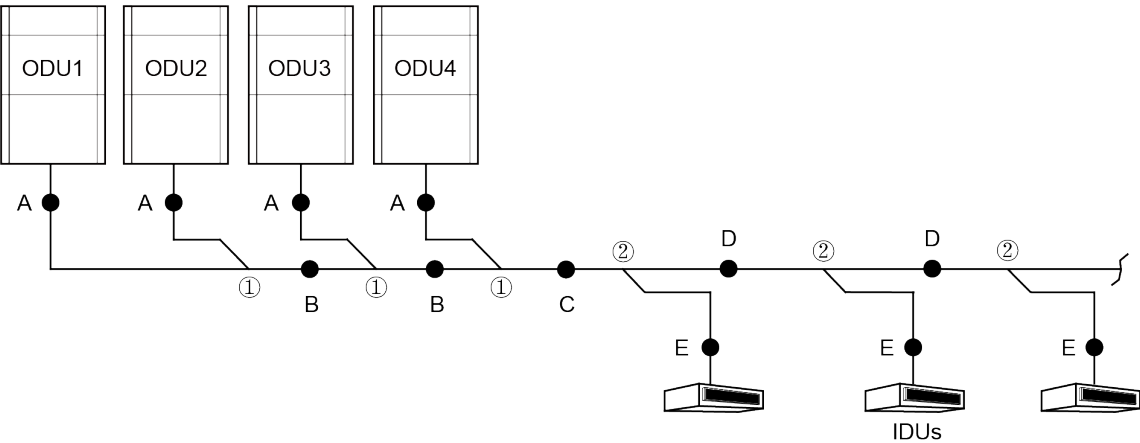 ODU1 ODU2 ODU3 ODU4
A A A A
② D ② D ②
① ① ①
B B C
E E E
IDUs